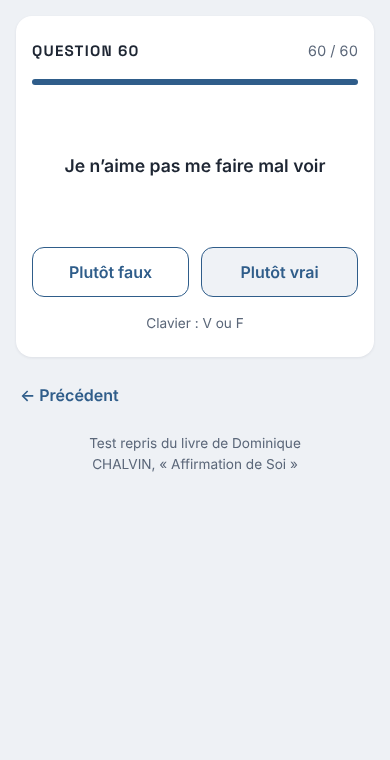 QUESTION 60
60 / 60
Je n’aime pas me faire mal voir
Plutôt faux
Plutôt vrai
Clavier : V ou F
← Précédent
Test repris du livre de Dominique
CHALVIN, « Affirmation de Soi »